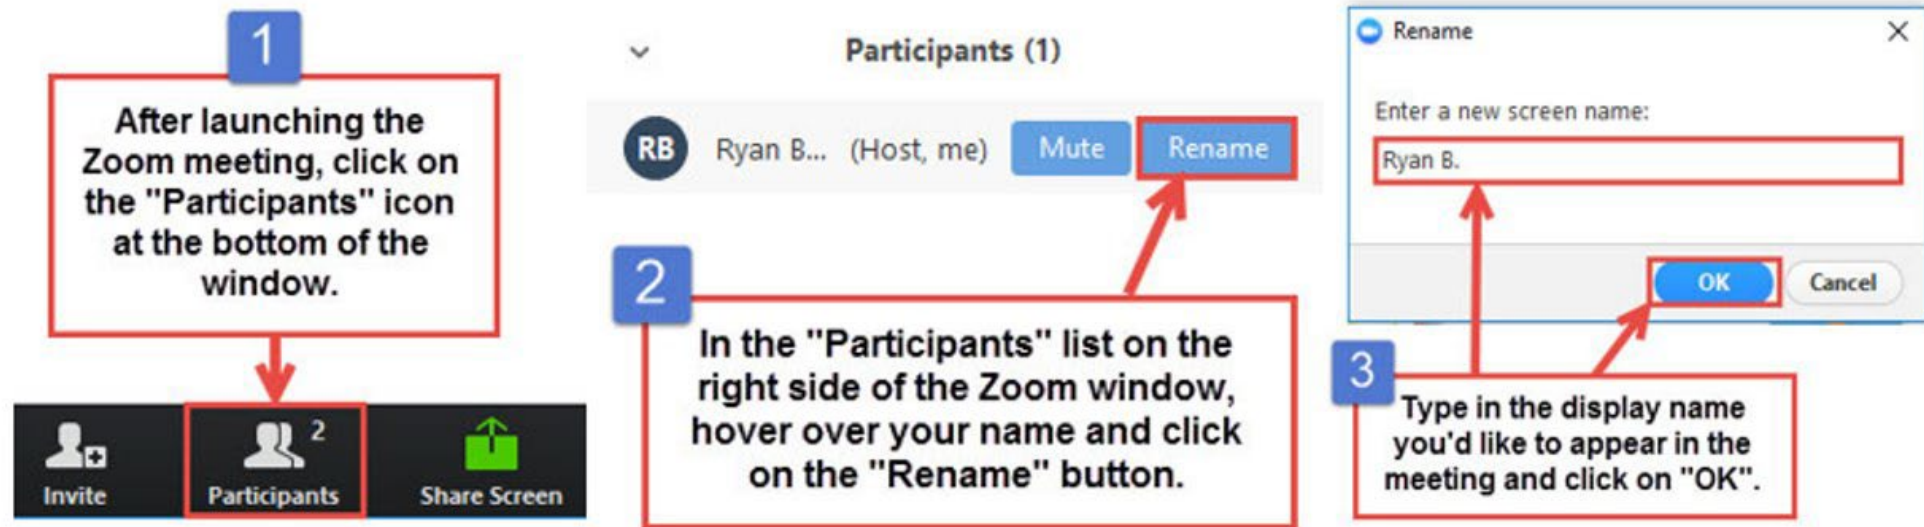 1
After launching the
Zoom meeting, click on
the "Participants" icon
at the bottom of the
window.
Invite
Participants
2
Share Screen
Participants (1)
RB
Ryan B...
(Host, me)
Mute
Rename
2
In the "Participants" list on the
right side of the Zoom window,
hover over your name and click
on the "Rename" button.
Rename
Enter a new screen name:
Ryan B.
OK
Cancel
3
Type in the display name
you'd like to appear in the
meeting and click on "OK".